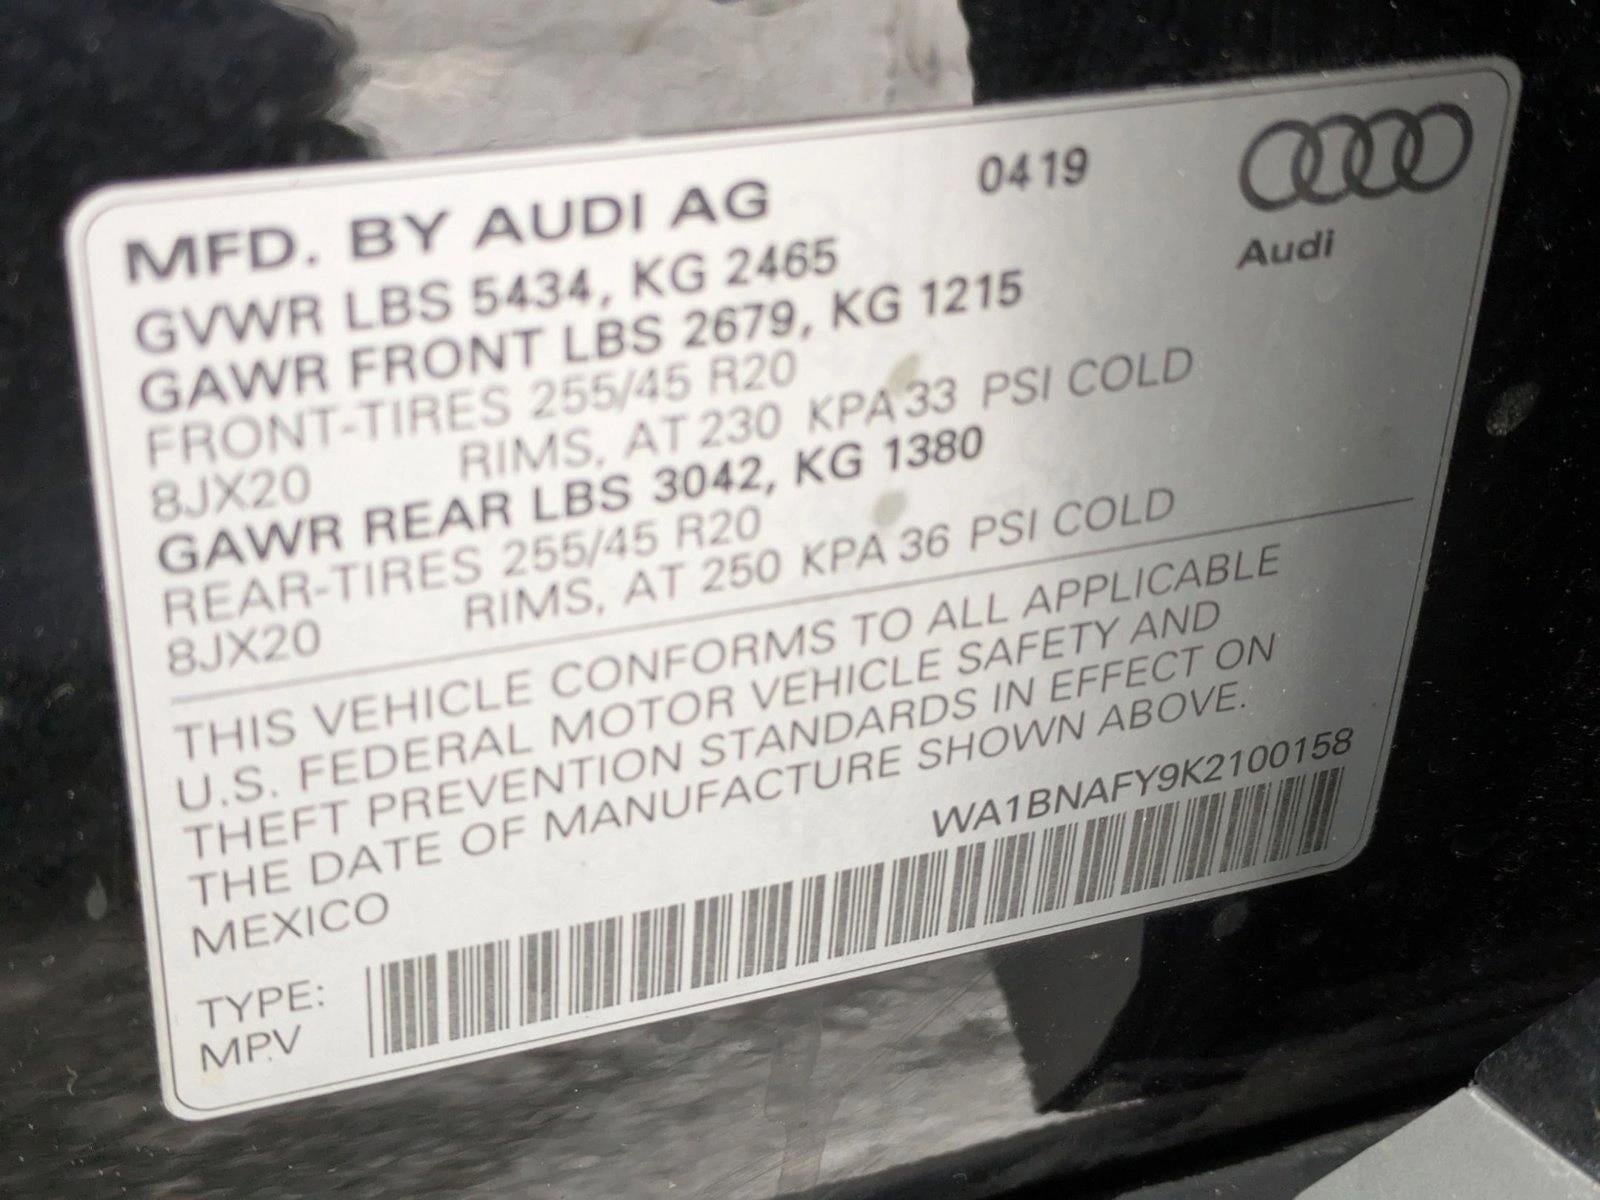 MFD. BY AUDI AG 0419
Audi
GVWR LBS 5434, KG 2465
GAWR FRONT LBS 2679, KG 1215
FRONT-TIRES 255/45 R20
8JX20 RIMS, AT 230 KPA 33 PSI COLD
GAWR REAR LBS 3042, KG 1380
REAR-TIRES 255/45 R20
8JX20 RIMS, AT 250 KPA 36 PSI COLD
THIS VEHICLE CONFORMS TO ALL APPLICABLE
U.S. FEDERAL MOTOR VEHICLE SAFETY AND
THEFT PREVENTION STANDARDS IN EFFECT ON
THE DATE OF MANUFACTURE SHOWN ABOVE.
MEXICO WA1BNAFY9K2100158
TYPE:
MPV